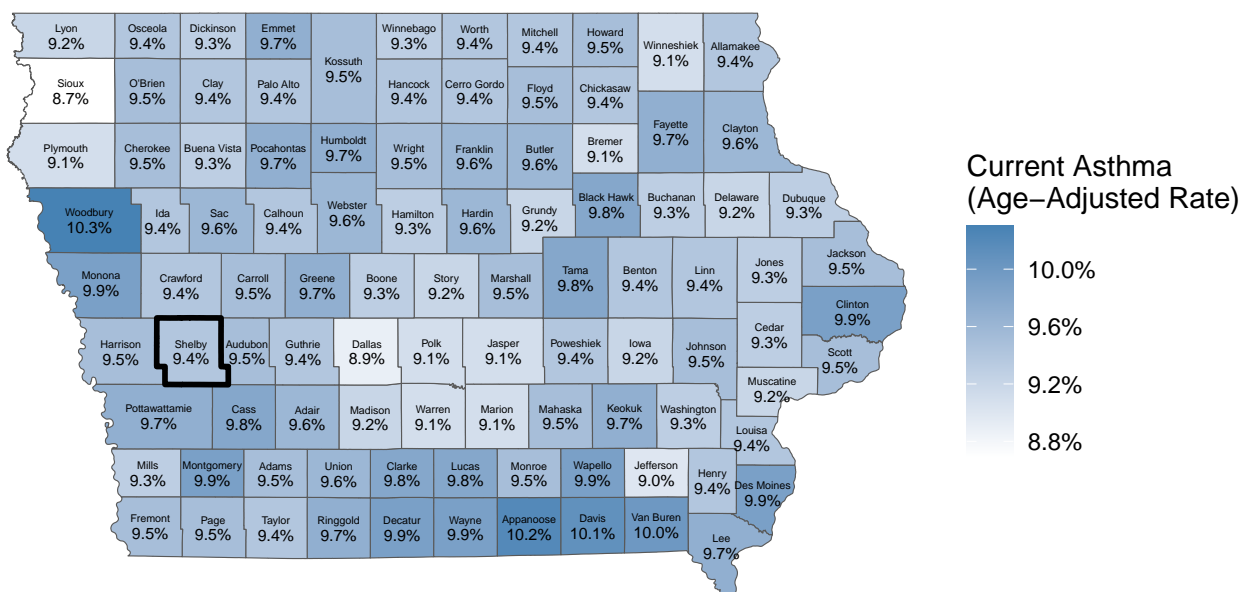 Lyon
9.2%
Osceola
9.4%
Dickinson
9.3%
Emmet
9.7%
Kossuth
9.5%
Winnebago
9.3%
Worth
9.4%
Mitchell
9.4%
Howard
9.5%
Winneshiek
9.1%
Allamakee
9.4%
Sioux
8.7%
O'Brien
9.5%
Clay
9.4%
Palo Alto
9.4%
Hancock
9.4%
Cerro Gordo
9.4%
Floyd
9.5%
Chickasaw
9.4%
Fayette
9.7%
Clayton
9.6%
Plymouth
9.1%
Cherokee
9.5%
Buena Vista
9.3%
Pocahontas
9.7%
Humboldt
9.7%
Wright
9.5%
Franklin
9.6%
Butler
9.6%
Bremer
9.1%
Current Asthma
(Age−Adjusted Rate)
Woodbury
10.3%
Ida
9.4%
Sac
9.6%
Calhoun
9.4%
Webster
9.6%
Hamilton
9.3%
Hardin
9.6%
Grundy
9.2%
Black Hawk
9.8%
Buchanan
9.3%
Delaware
9.2%
Dubuque
9.3%
Monona
9.9%
Crawford
9.4%
Carroll
9.5%
Greene
9.7%
Boone
9.3%
Story
9.2%
Marshall
9.5%
Tama
9.8%
Benton
9.4%
Linn
9.4%
Jones
9.3%
Jackson
9.5%
Clinton
9.9%
10.0%
9.6%
9.2%
8.8%
Harrison
9.5%
Shelby
9.4%
Audubon
9.5%
Guthrie
9.4%
Dallas
8.9%
Polk
9.1%
Jasper
9.1%
Poweshiek
9.4%
Iowa
9.2%
Johnson
9.5%
Cedar
9.3%
Scott
9.5%
Muscatine
9.2%
Pottawattamie
9.7%
Cass
9.8%
Adair
9.6%
Madison
9.2%
Warren
9.1%
Marion
9.1%
Mahaska
9.5%
Keokuk
9.7%
Washington
9.3%
Louisa
9.4%
Mills
9.3%
Montgomery
9.9%
Adams
9.5%
Union
9.6%
Clarke
9.8%
Lucas
9.8%
Monroe
9.5%
Wapello
9.9%
Jefferson
9.0%
Henry
9.4%
Des Moines
9.9%
Fremont
9.5%
Page
9.5%
Taylor
9.4%
Ringgold
9.7%
Decatur
9.9%
Wayne
9.9%
Appanoose
10.2%
Davis
10.1%
Van Buren
10.0%
Lee
9.7%